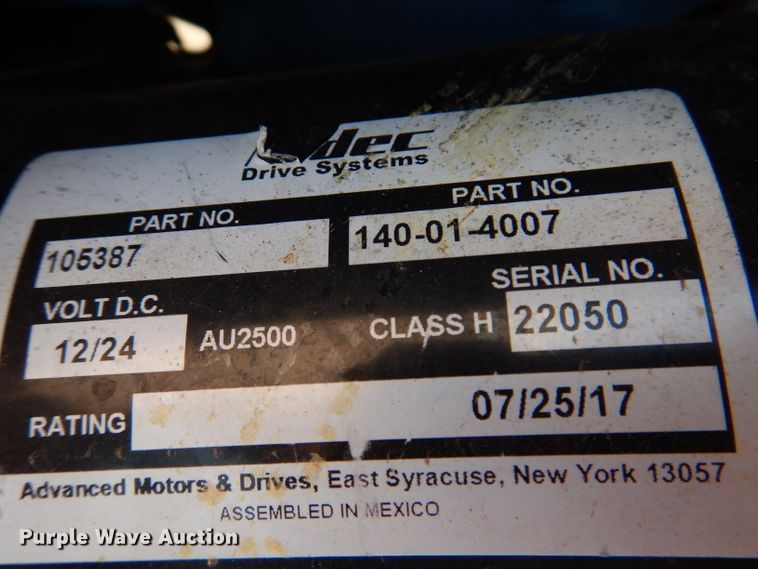 Drive Systems
PART NO. PART NO.
105387 140-01-4007
VOLT D.C. SERIAL NO.
12/24 AU2500 CLASS H 22050
RATING 07/25/17
Advanced Motors & Drives, East Syracuse, New York 13057
ASSEMBLED IN MEXICO
Purple Wave Auction